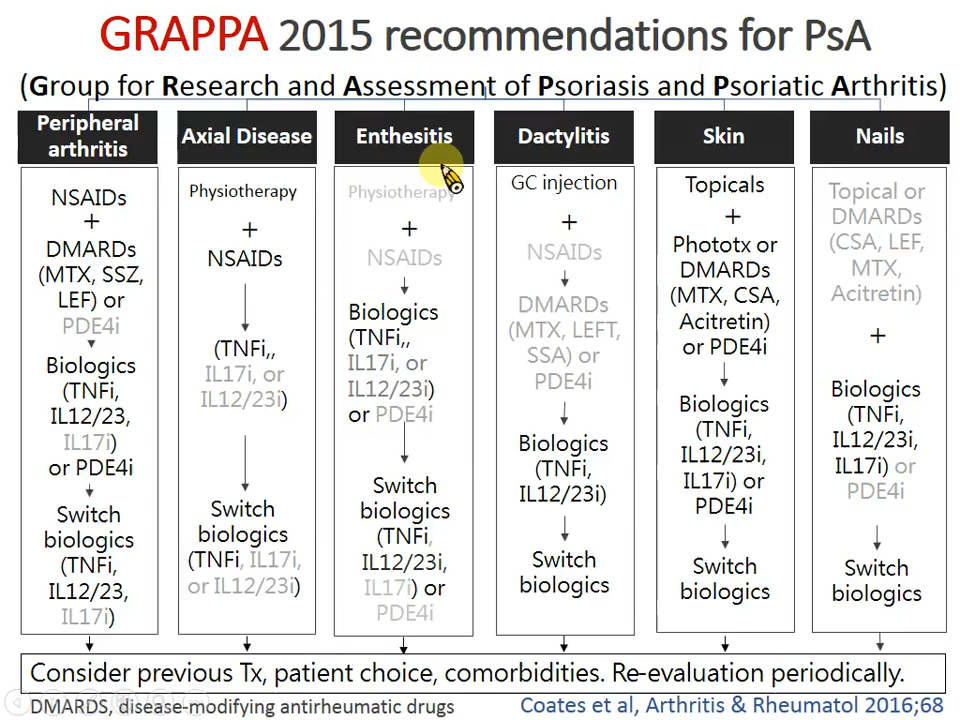 GRAPPA 2015 recommendations for PsA
(Group for Research and Assessment of Psoriasis and Psoriatic Arthritis)
Peripheral
arthritis
NSAIDs
+
DMARDs
(MTX, SSZ,
LEF) or
PDE4i
Biologics
(TNFi,
IL12/23,
IL17i)
or PDE4i
Switch
biologics
(TNFi,
IL12/23,
IL17i)
Axial Disease
Physiotherapy
+
NSAIDs
(TNFi,,
IL17i, or
IL12/23i)
Switch
biologics
(TNFi, IL17i,
or IL12/23i)
Enthesitis
Physiotherapy
+
NSAIDs
Biologics
(TNFi,,
IL17i, or
IL12/23i)
or PDE4i
Switch
biologics
(TNFi,
IL12/23i,
IL17i) or
PDE4i
Dactylitis
GC injection
+
NSAIDs
DMARDs
(MTX, LEFT,
SSA) or
PDE4i
Biologics
(TNFi,
IL12/23i)
Switch
biologics
Skin
Topicals
+
Phototx or
DMARDs
(MTX, CSA,
Acitretin)
or PDE4i
Biologics
(TNFi,
IL12/23i,
IL17i) or
PDE4i
Switch
biologics
Nails
Topical or
DMARDs
(CSA, LEF,
MTX,
Acitretin)
+
Biologics
(TNFi,
IL12/23i,
IL17i) or
PDE4i
Switch
biologics
Consider previous Tx, patient choice, comorbidities. Re-evaluation periodically.
DMARDS, disease-modifying antirheumatic drugs
Coates et al, Arthritis & Rheumatol 2016;68